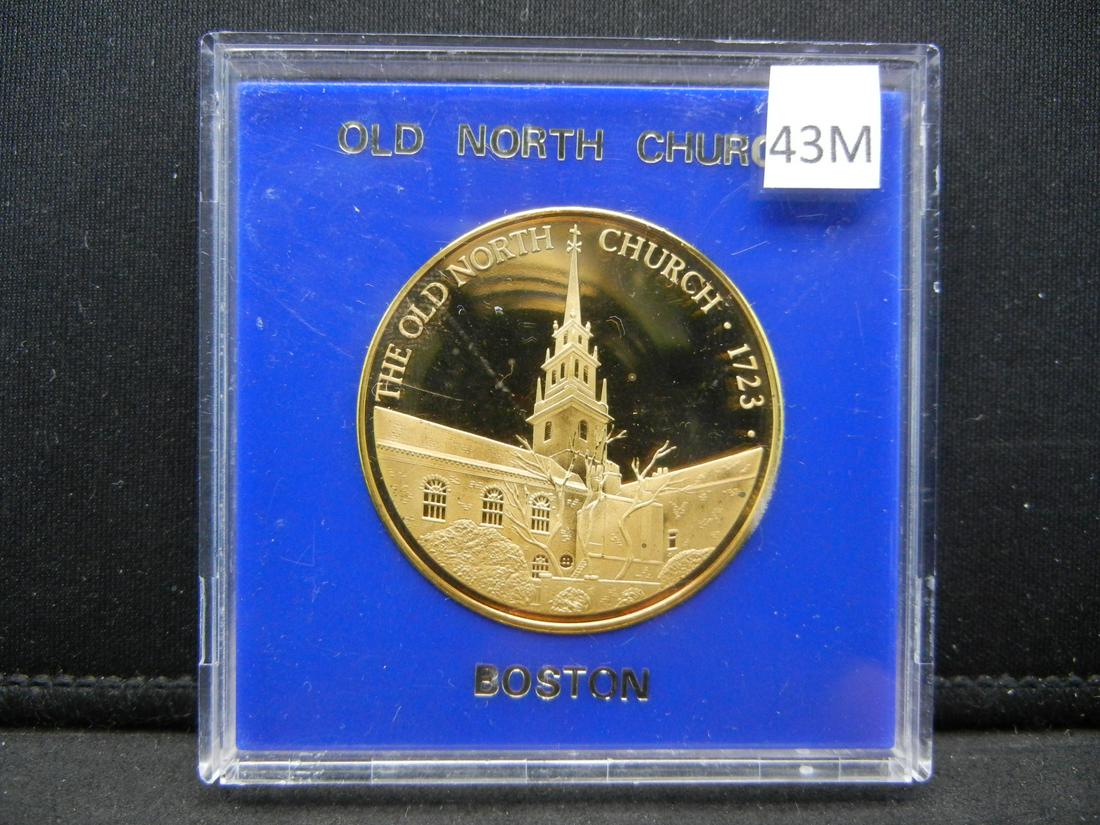 OLD NORTH CHURC
43M
THE OLD NORTH CHURCH · 1723 ·
BOSTON